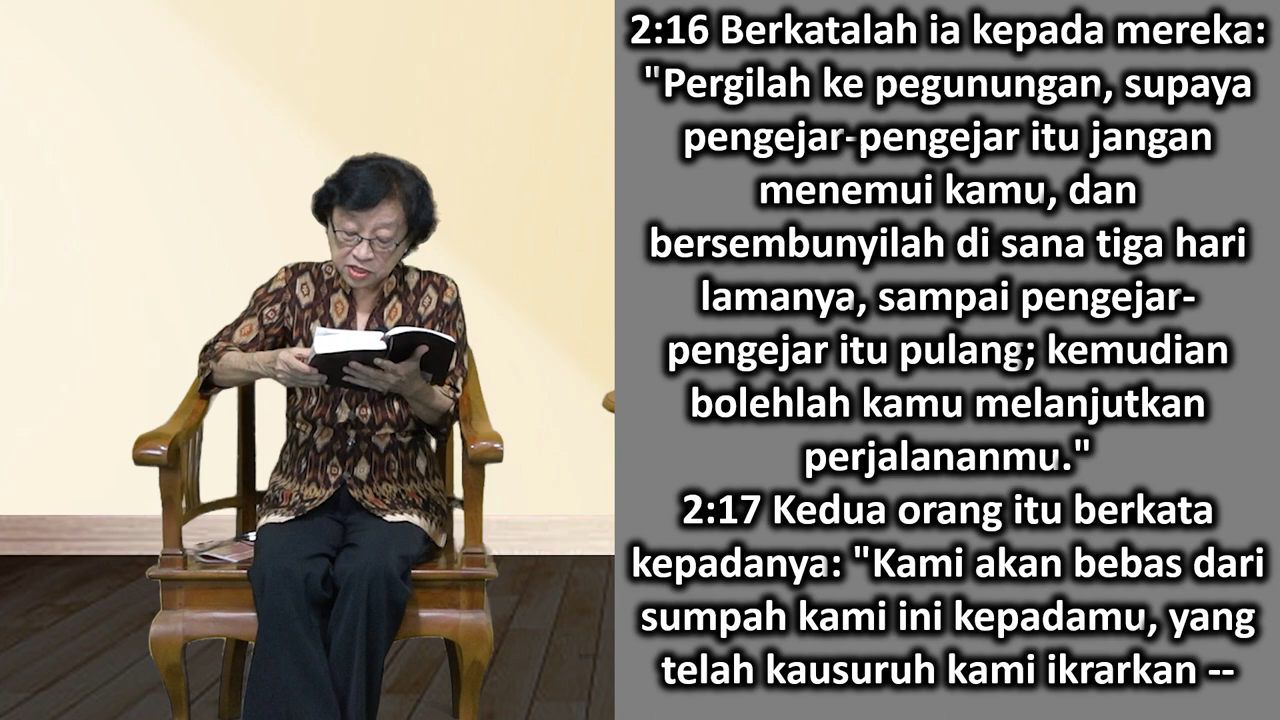 2:16 Berkatalah ia kepada mereka:
"Pergilah ke pegunungan, supaya
pengejar-pengejar itu jangan
menemui kamu, dan
bersembunyilah di sana tiga hari
lamanya, sampai pengejar-
pengejar itu pulang; kemudian
bolehlah kamu melanjutkan
perjalananmu."
2:17 Kedua orang itu berkata
kepadanya: "Kami akan bebas dari
sumpah kami ini kepadamu, yang
telah kausuruh kami ikrarkan --